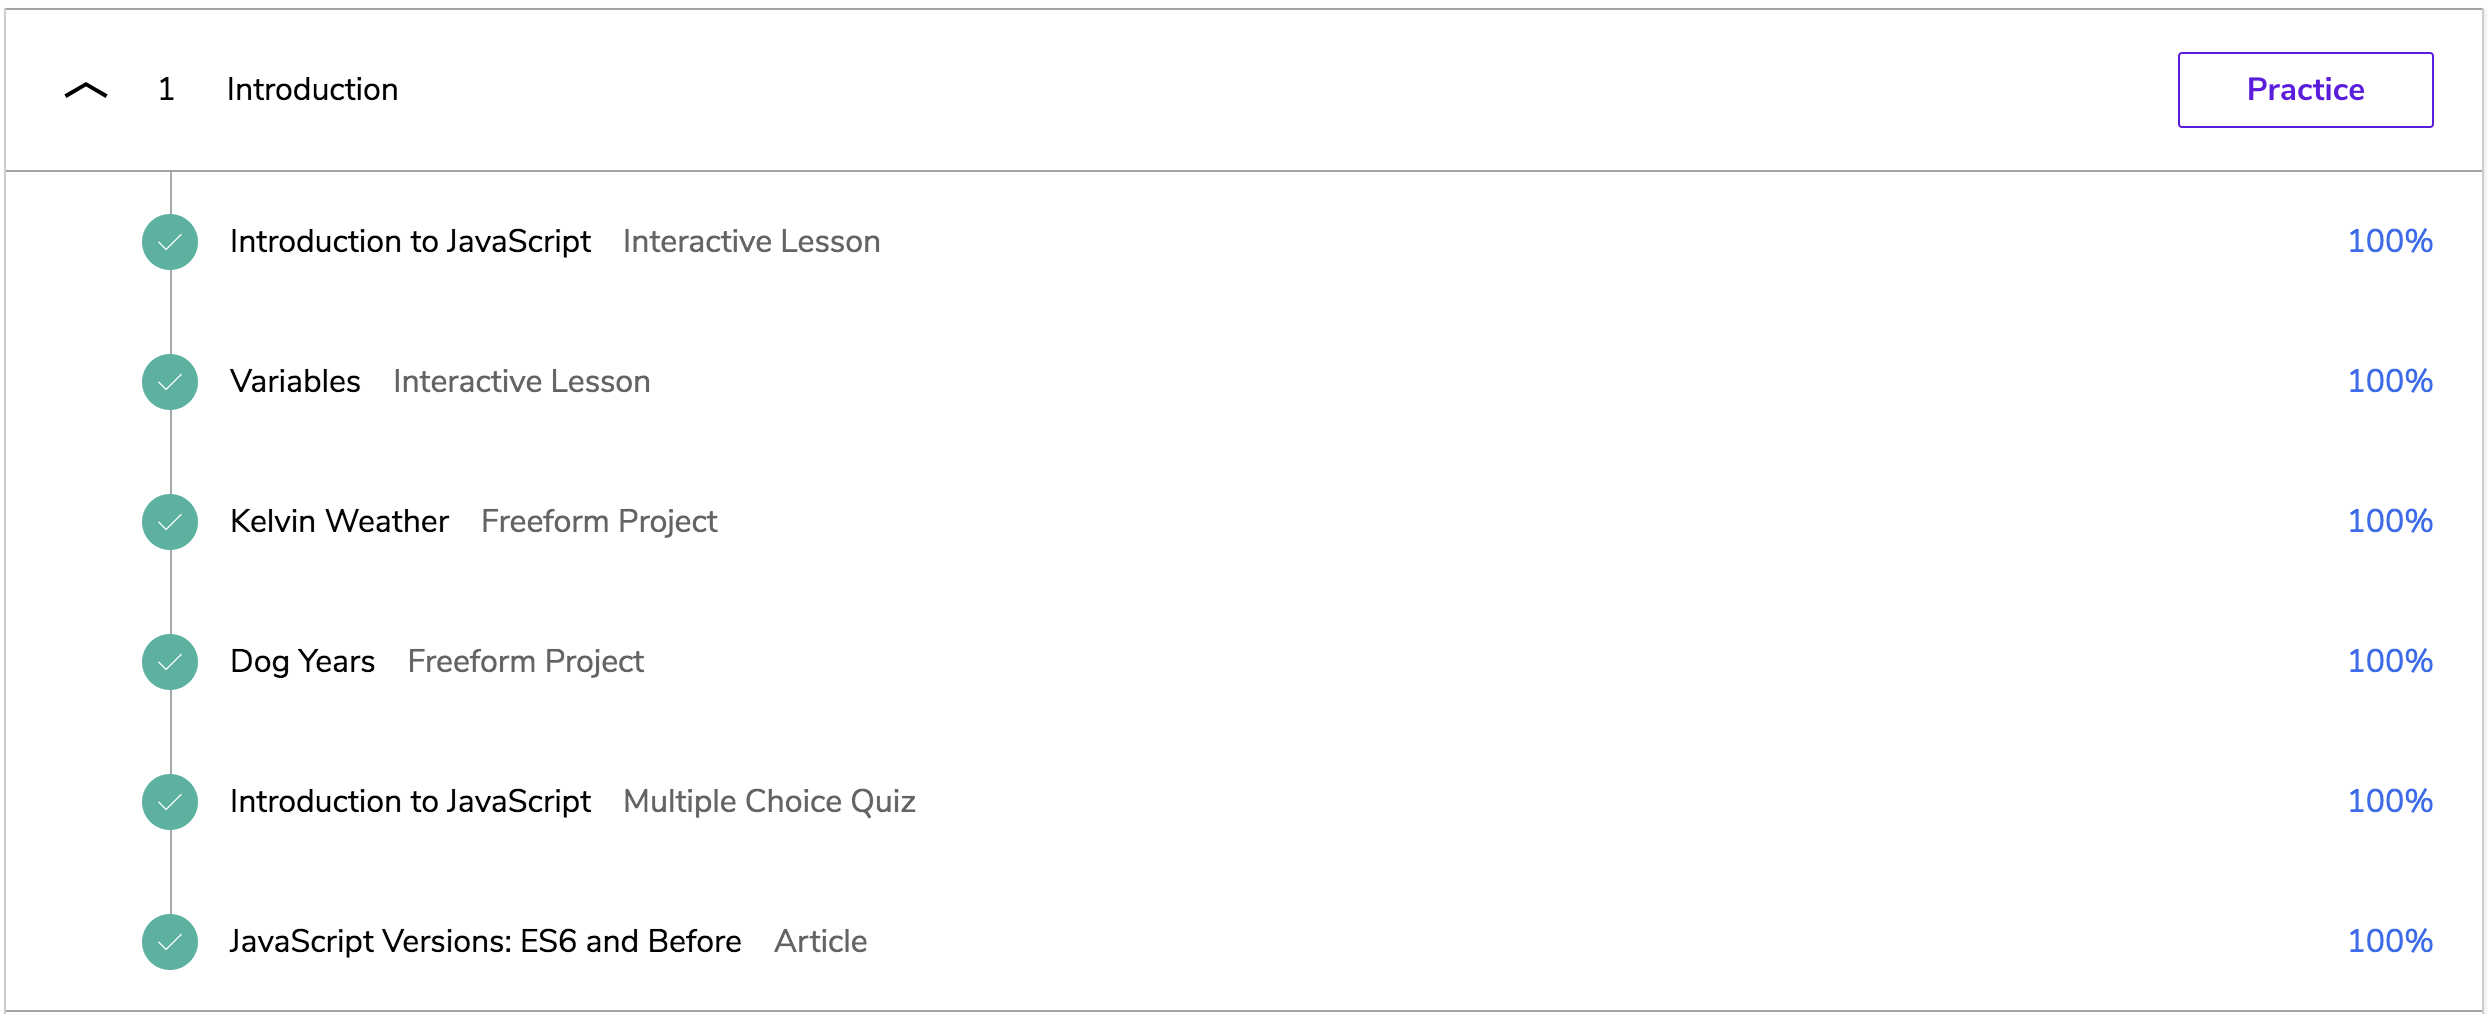 1 Introduction Practice
Introduction to JavaScript Interactive Lesson 100%
Variables Interactive Lesson 100%
Kelvin Weather Freeform Project 100%
Dog Years Freeform Project 100%
Introduction to JavaScript Multiple Choice Quiz 100%
JavaScript Versions: ES6 and Before Article 100%